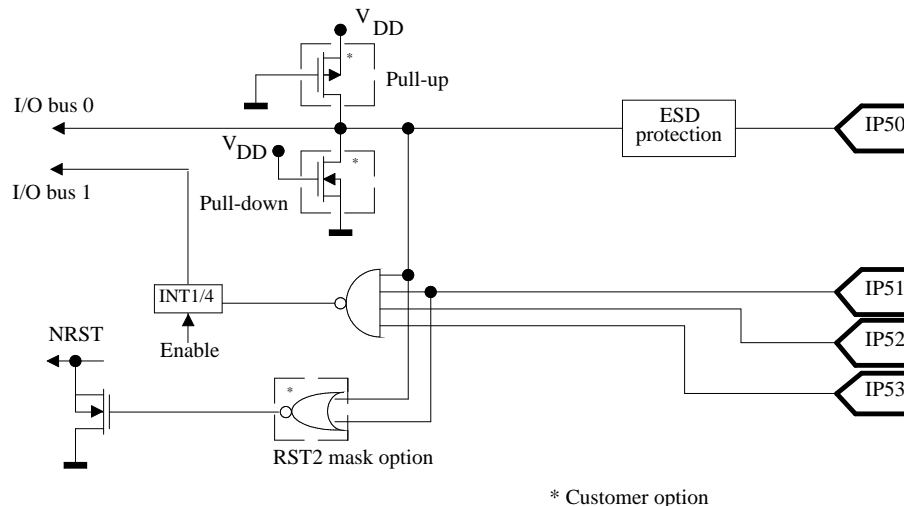 V
DD
*
Pull-up
I/O bus 0
ESD
protection
IP50
V
DD
*
I/O bus 1
Pull-down
IP51
INT1/4
IP52
NRST
Enable
IP53
*
RST2 mask option
* Customer option